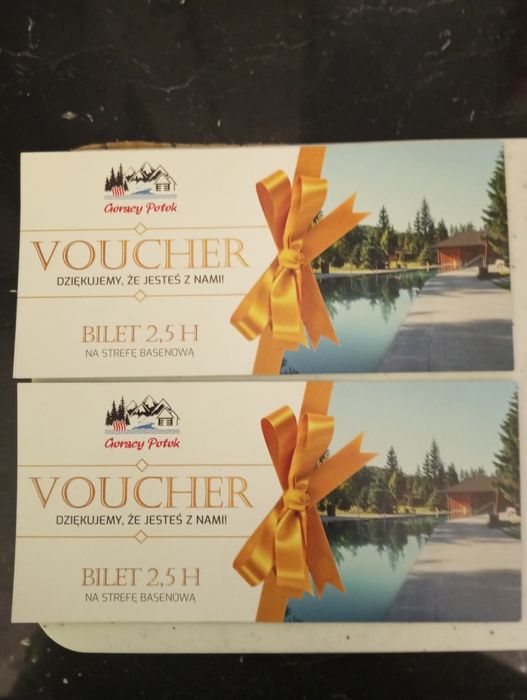 Gorący Potok
VOUCHER
DZIĘKUJEMY, ŻE JESTEŚ Z NAMI!
BILET 2,5 H
NA STREFĘ BASENOWĄ
Gorący Potok
VOUCHER
DZIĘKUJEMY, ŻE JESTEŚ Z NAMI!
BILET 2,5 H
NA STREFĘ BASENOWĄ